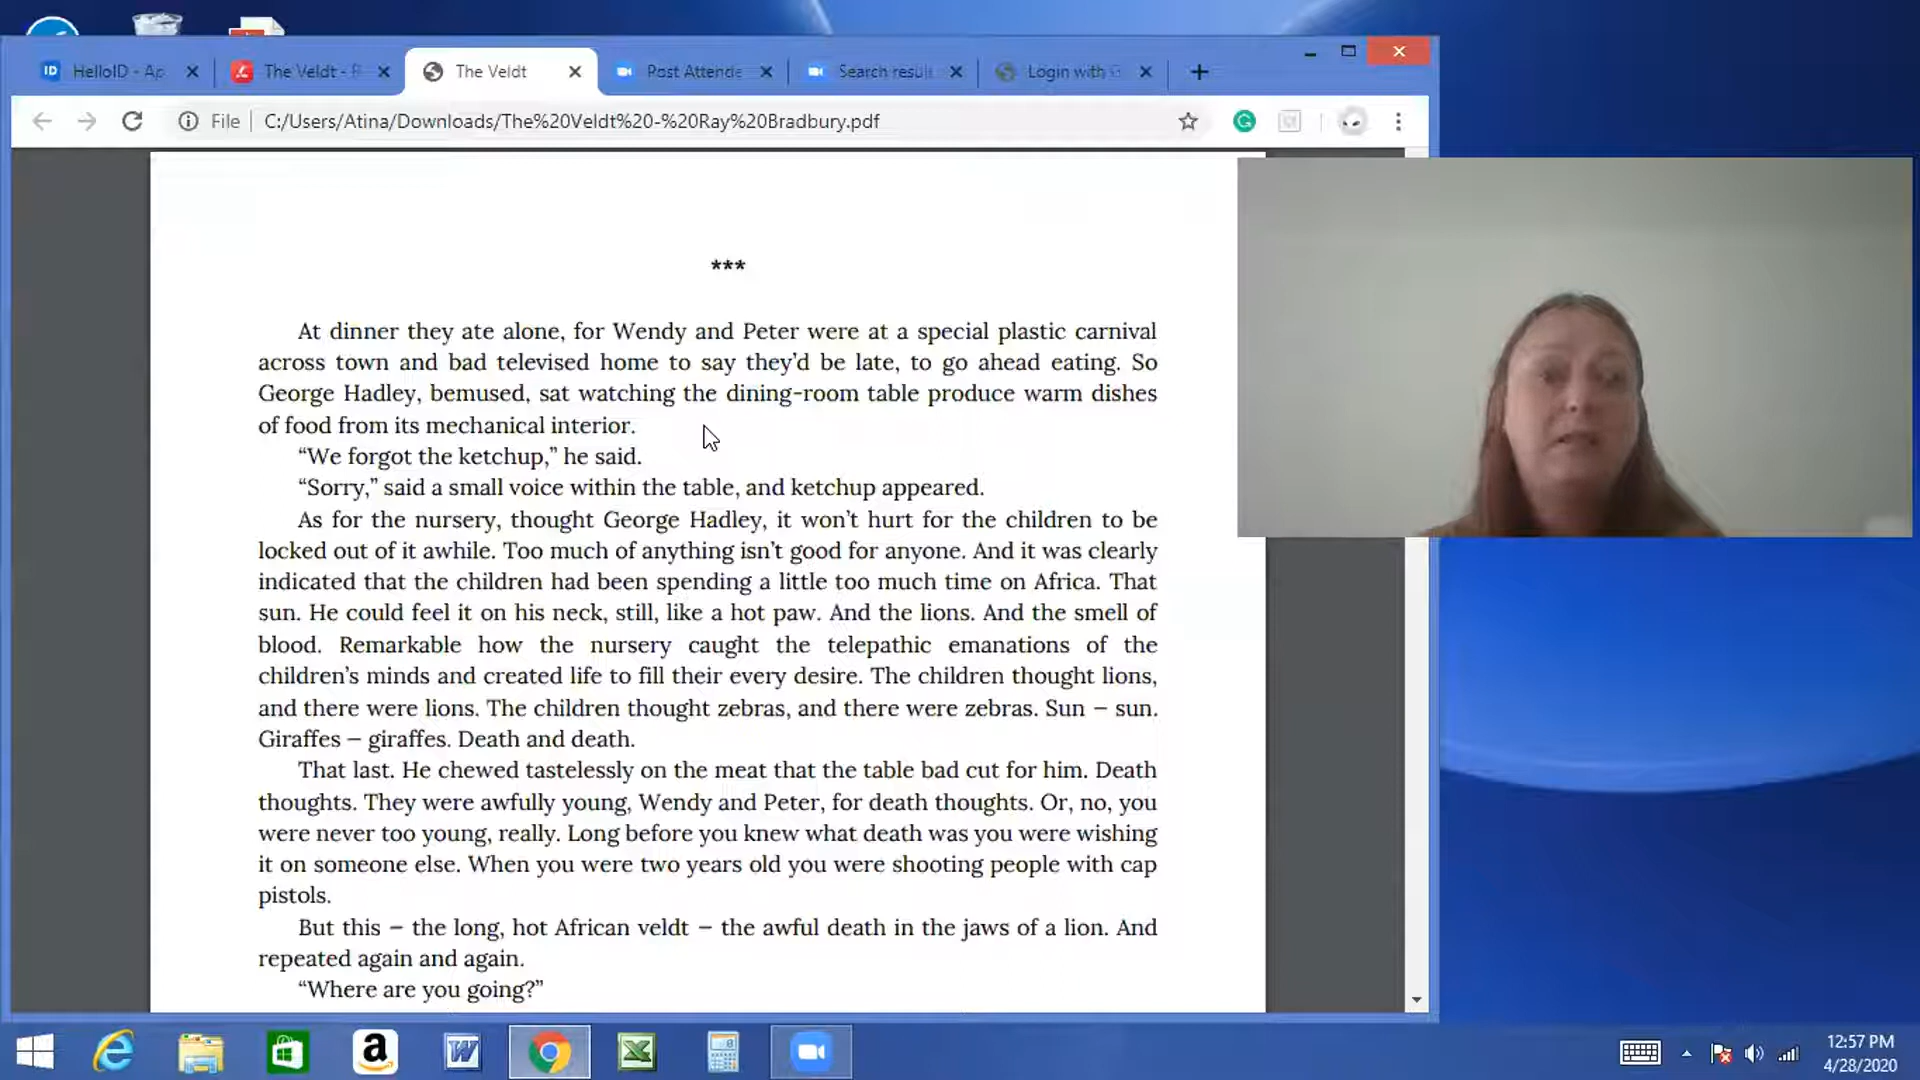 HelloID - Ap
The Veldt -
The Veldt
Post Attende
Search resul
Login with
File
C:/Users/Atina/Downloads/The%20Veldt%20-%20Ray%20Bradbury.pdf
***
At dinner they ate alone, for Wendy and Peter were at a special plastic carnival
across town and bad televised home to say they’d be late, to go ahead eating. So
George Hadley, bemused, sat watching the dining-room table produce warm dishes
of food from its mechanical interior.
“We forgot the ketchup,” he said.
“Sorry,” said a small voice within the table, and ketchup appeared.
As for the nursery, thought George Hadley, it won’t hurt for the children to be
locked out of it awhile. Too much of anything isn’t good for anyone. And it was clearly
indicated that the children had been spending a little too much time on Africa. That
sun. He could feel it on his neck, still, like a hot paw. And the lions. And the smell of
blood. Remarkable how the nursery caught the telepathic emanations of the
children’s minds and created life to fill their every desire. The children thought lions,
and there were lions. The children thought zebras, and there were zebras. Sun – sun.
Giraffes – giraffes. Death and death.
That last. He chewed tastelessly on the meat that the table bad cut for him. Death
thoughts. They were awfully young, Wendy and Peter, for death thoughts. Or, no, you
were never too young, really. Long before you knew what death was you were wishing
it on someone else. When you were two years old you were shooting people with cap
pistols.
But this – the long, hot African veldt – the awful death in the jaws of a lion. And
repeated again and again.
“Where are you going?”
12:57 PM
4/28/2020